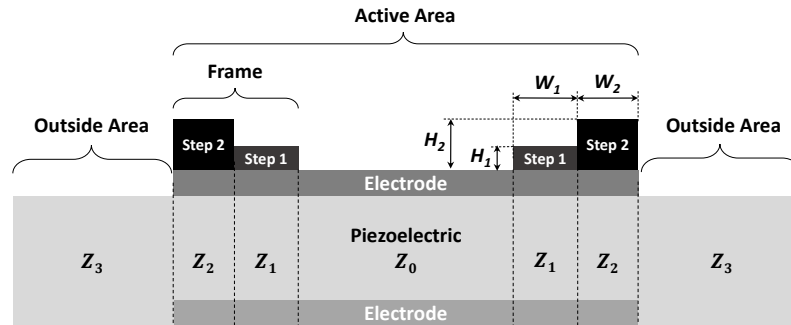 Active Area
Frame
W₁ W₂
Outside Area Outside Area
Step 2 H₂ Step 2
Step 1 H₁ Step 1
Electrode
Piezoelectric
Z₃ Z₂ Z₁ Z₀ Z₁ Z₂ Z₃
Electrode